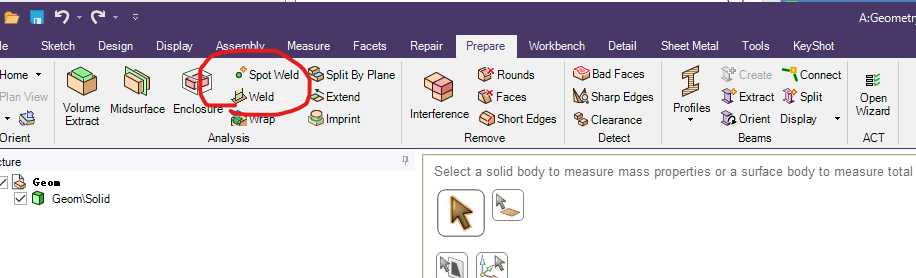 A:Geometry
le Sketch Design Display Assembly Measure Facets Repair Prepare Workbench Detail Sheet Metal Tools KeyShot
Home
Plan View
Orient
Volume Extract
Midsurface
Enclosure
Spot Weld
Weld
Wrap
Split By Plane
Extend
Imprint
Analysis
Interference
Rounds
Faces
Short Edges
Remove
Bad Faces
Sharp Edges
Clearance
Detect
Profiles
Create
Extract
Orient
Connect
Split
Display
Beams
Open Wizard
ACT
cture
Geom
Geom\Solid
Select a solid body to measure mass properties or a surface body to measure total